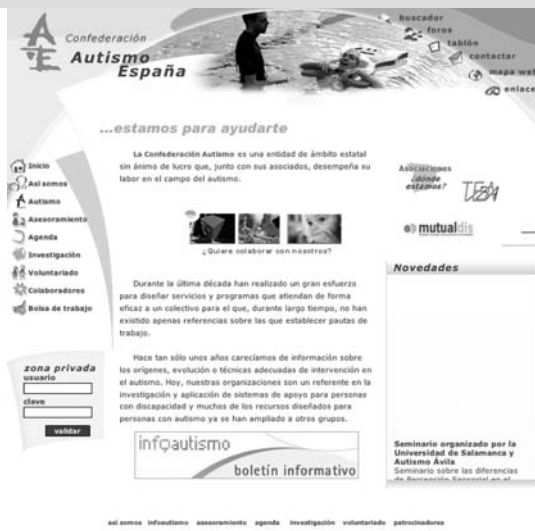 AE
Confederación
Autismo
España
buscador
foros
tablón
contactar
mapa web
enlace
...estamos para ayudarte
Inicio
Así somos
Autismo
Asesoramiento
Agenda
Investigación
Voluntariado
Colaboradores
Bolsa de trabajo
La Confederación Autismo es una entidad de ámbito estatal
sin ánimo de lucro que, junto con sus asociados, desempeña su
labor en el campo del autismo.
¿Quiere colaborar con nosotros?
Durante la última década han realizado un gran esfuerzo
para diseñar servicios y programas que atiendan de forma
eficaz a un colectivo para el que, durante largo tiempo, no han
existido apenas referencias sobre las que establecer pautas de
trabajo.
Hace tan sólo unos años carecíamos de información sobre
los orígenes, evolución o técnicas adecuadas de intervención en
el autismo. Hoy, nuestras organizaciones son un referente en la
investigación y aplicación de sistemas de apoyo para personas
con discapacidad y muchos de los recursos diseñados para
personas con autismo ya se han ampliado a otros grupos.
infoautismo
boletín informativo
Asociaciones
¿dónde
estamos?
mutualdis
Novedades
Seminario organizado por la
Universidad de Salamanca y
Autismo Ávila
Seminario sobre las diferencias
de Percepción Sensorial en el
zona privada
usuario
clave
validar
así somos infoautismo asesoramiento agenda investigación voluntariado patrocinadores